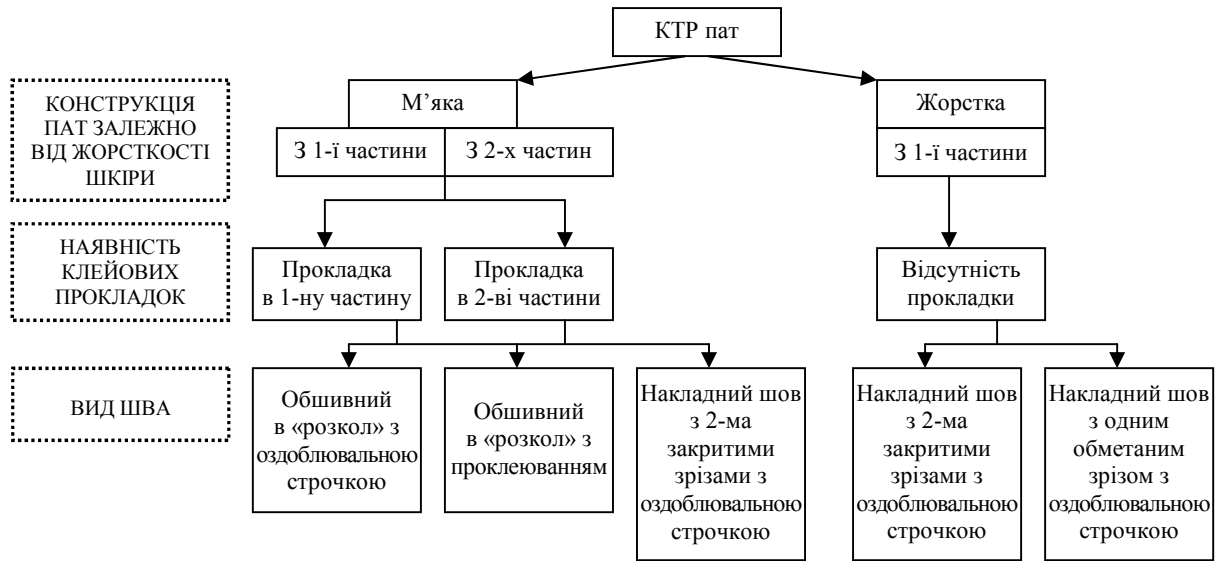 КТР пат
КОНСТРУКЦІЯ
ПАТ ЗАЛЕЖНО
ВІД ЖОРСТКОСТІ
ШКІРИ
М’яка
З 1-ї частини
З 2-х частин
Жорстка
З 1-ї частини
НАЯВНІСТЬ
КЛЕЙОВИХ
ПРОКЛАДОК
Прокладка
в 1-ну частину
Прокладка
в 2-ві частини
Відсутність
прокладки
ВИД ШВА
Обшивний
в «розкол» з
оздоблювальною
строчкою
Обшивний
в «розкол» з
проклеюванням
Накладний шов
з 2-ма
закритими
зрізами з
оздоблювальною
строчкою
Накладний шов
з 2-ма
закритими
зрізами з
оздоблювальною
строчкою
Накладний шов
з одним
обметаним
зрізом з
оздоблювальною
строчкою